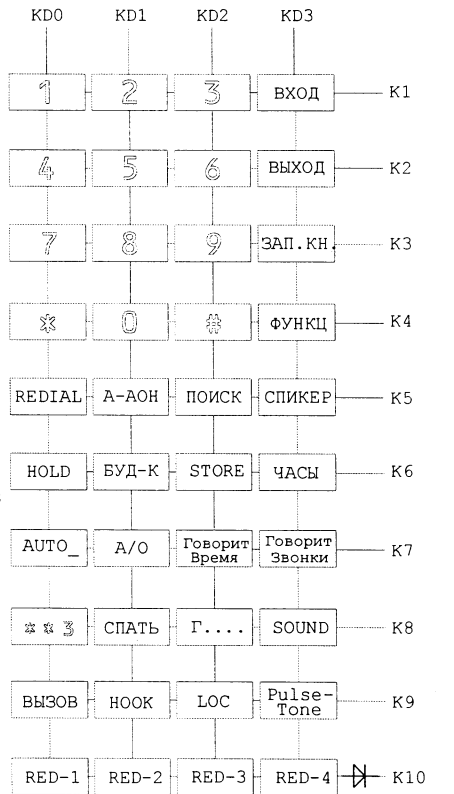 KD0 KD1 KD2 KD3
1 2 3 ВХОД K1
4 5 6 ВЫХОД K2
7 8 9 ЗАП.КН. K3
* 0 # ФУНКЦ K4
REDIAL А-АОН ПОИСК СПИКЕР K5
HOLD БУД-К STORE ЧАСЫ K6
AUTO_ А/О Говорит Время Говорит Звонки K7
**3 СПАТЬ Г.... SOUND K8
ВЫЗОВ HOOK LOC Pulse-Tone K9
RED-1 RED-2 RED-3 RED-4 K10